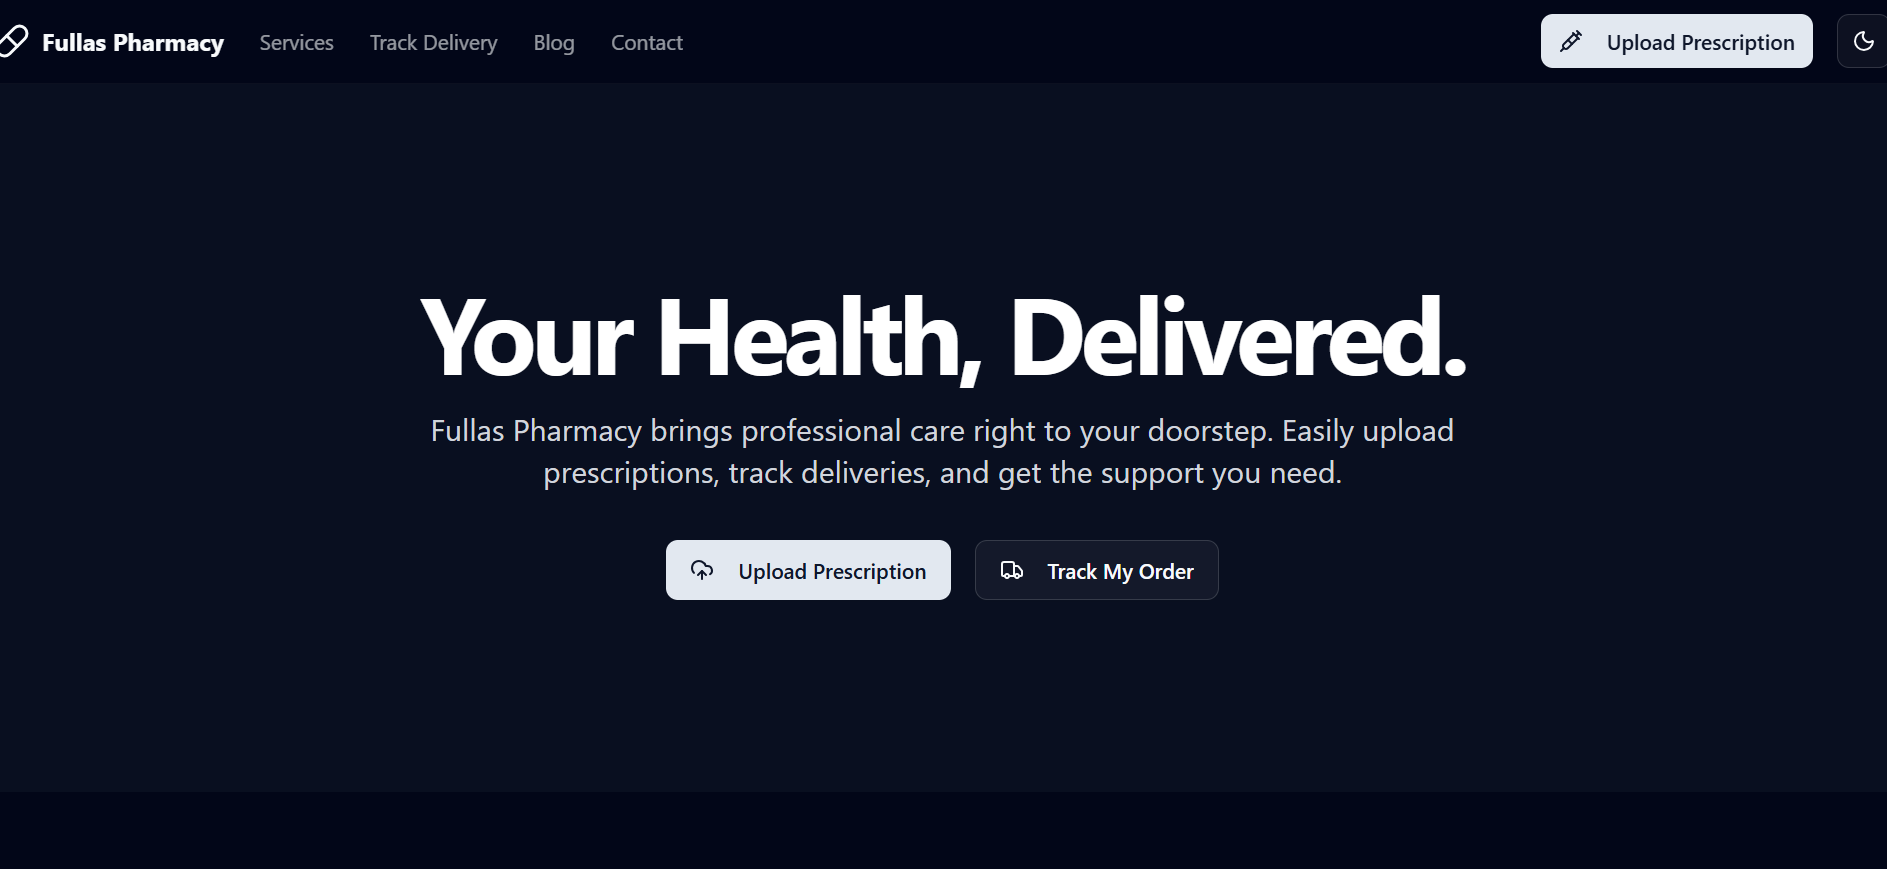 Fullas Pharmacy
Services
Track Delivery
Blog
Contact
Upload Prescription
Your Health, Delivered.
Fullas Pharmacy brings professional care right to your doorstep. Easily upload
prescriptions, track deliveries, and get the support you need.
Upload Prescription
Track My Order